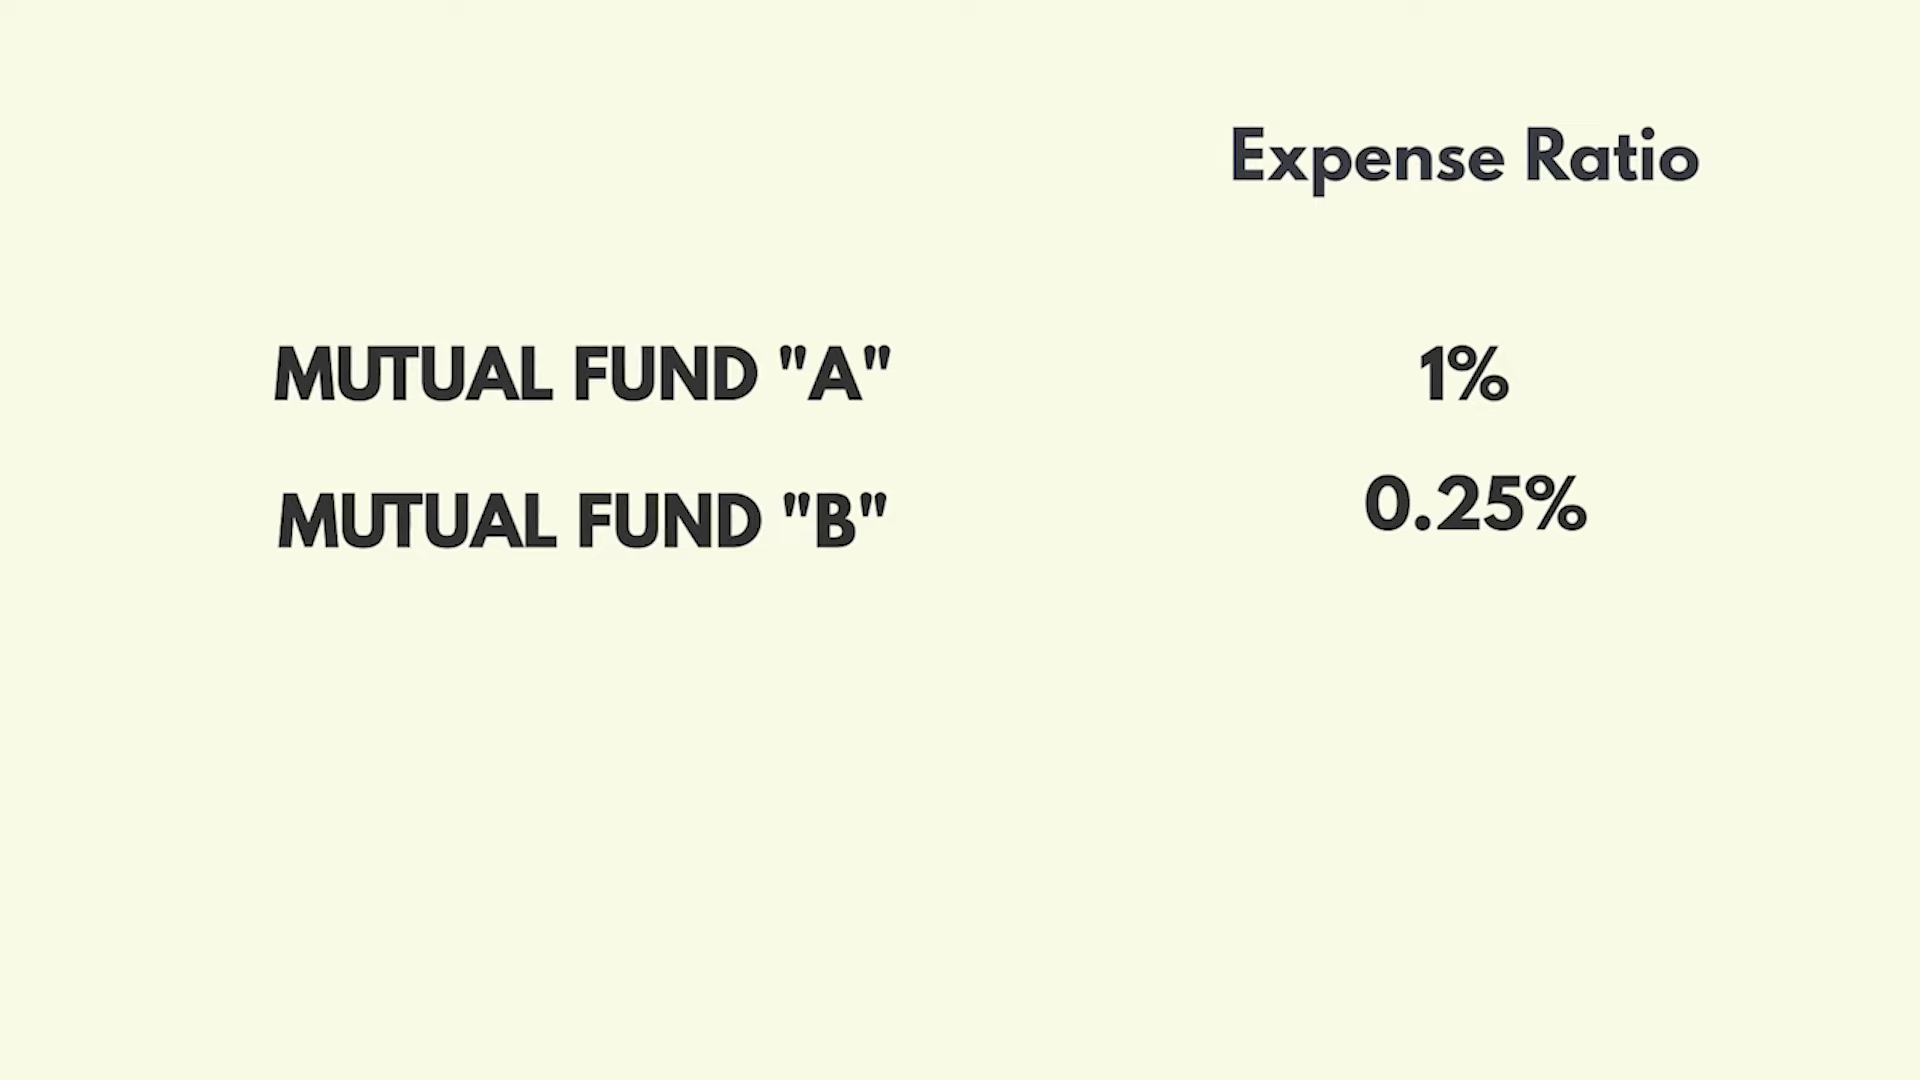 Expense Ratio
MUTUAL FUND "A" 1%
MUTUAL FUND "B" 0.25%